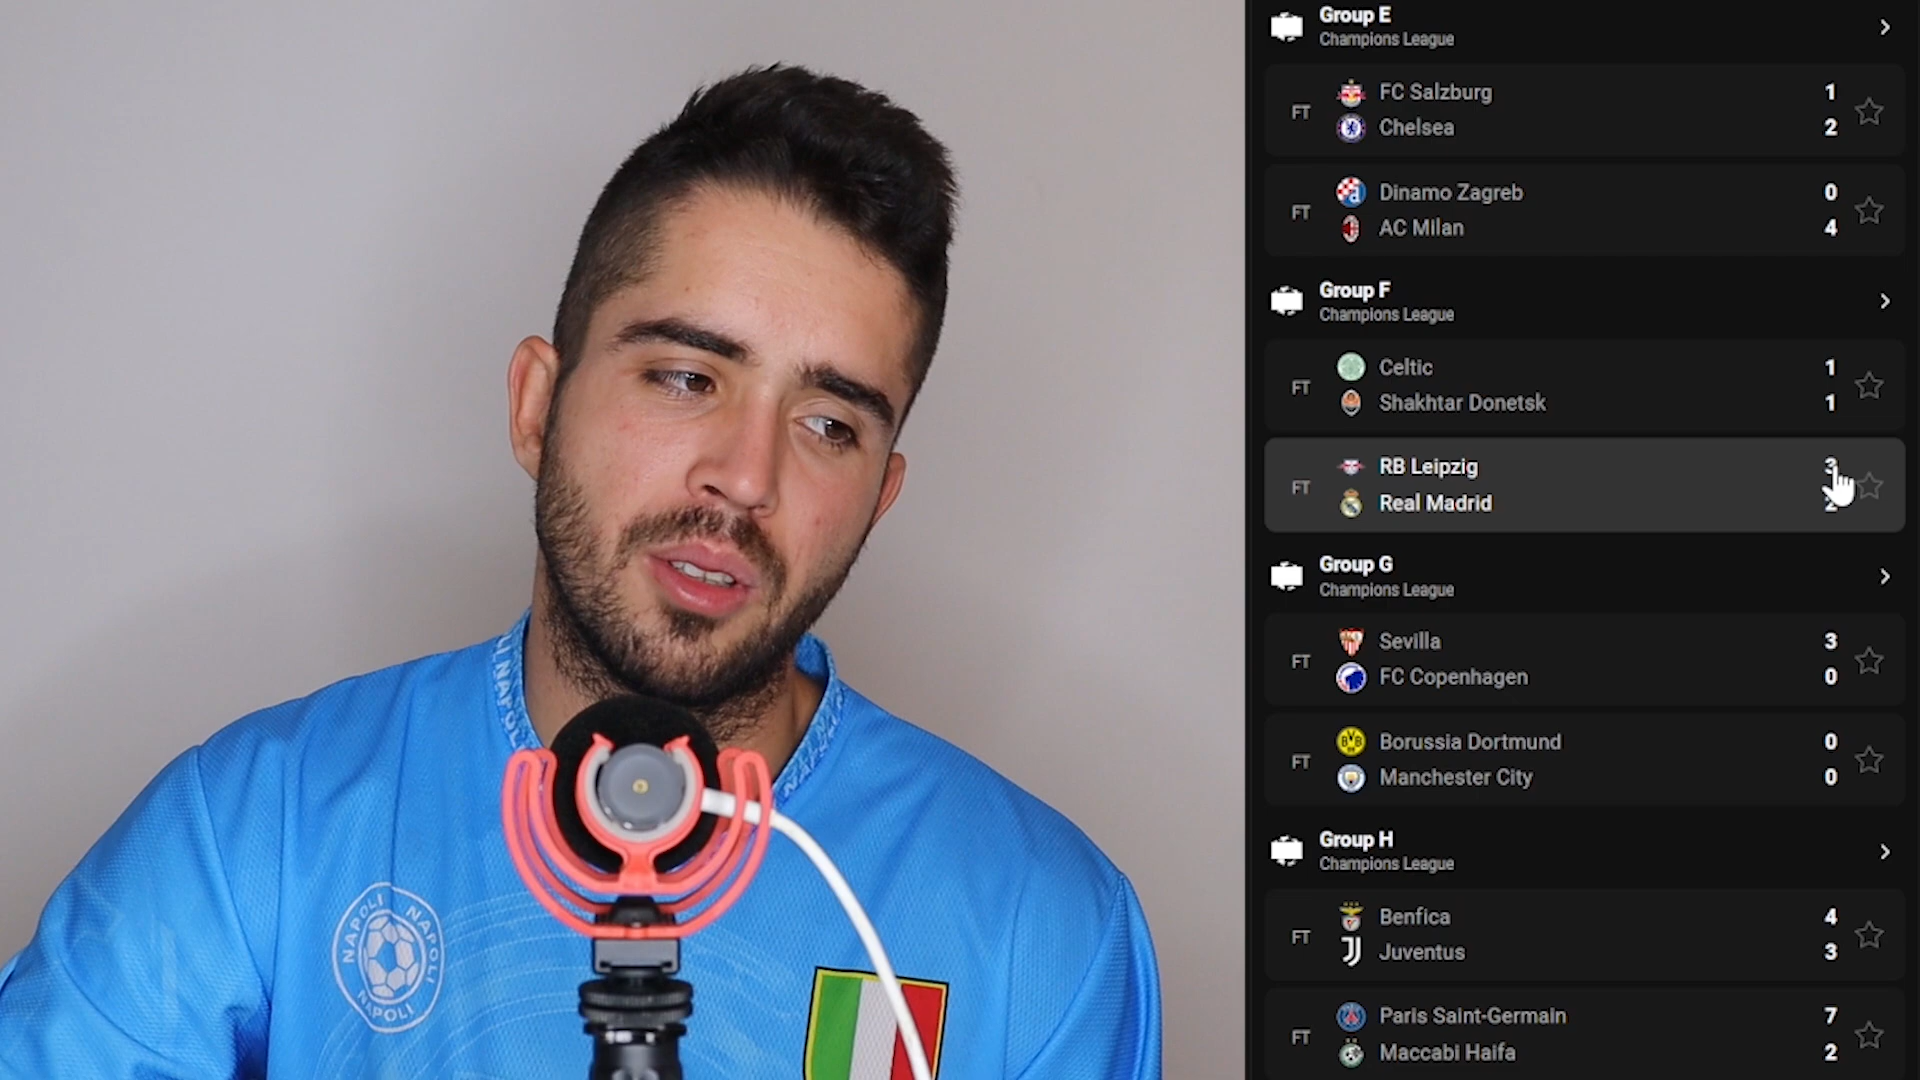 Group E
Champions League
FT
FC Salzburg 1
Chelsea 2
FT
Dinamo Zagreb 0
AC Milan 4
Group F
Champions League
FT
Celtic 1
Shakhtar Donetsk 1
FT
RB Leipzig 3
Real Madrid 2
Group G
Champions League
FT
Sevilla 3
FC Copenhagen 0
FT
Borussia Dortmund 0
Manchester City 0
Group H
Champions League
FT
Benfica 4
Juventus 3
FT
Paris Saint-Germain 7
Maccabi Haifa 2
NAPOLI NAPOLI
NAPOLI